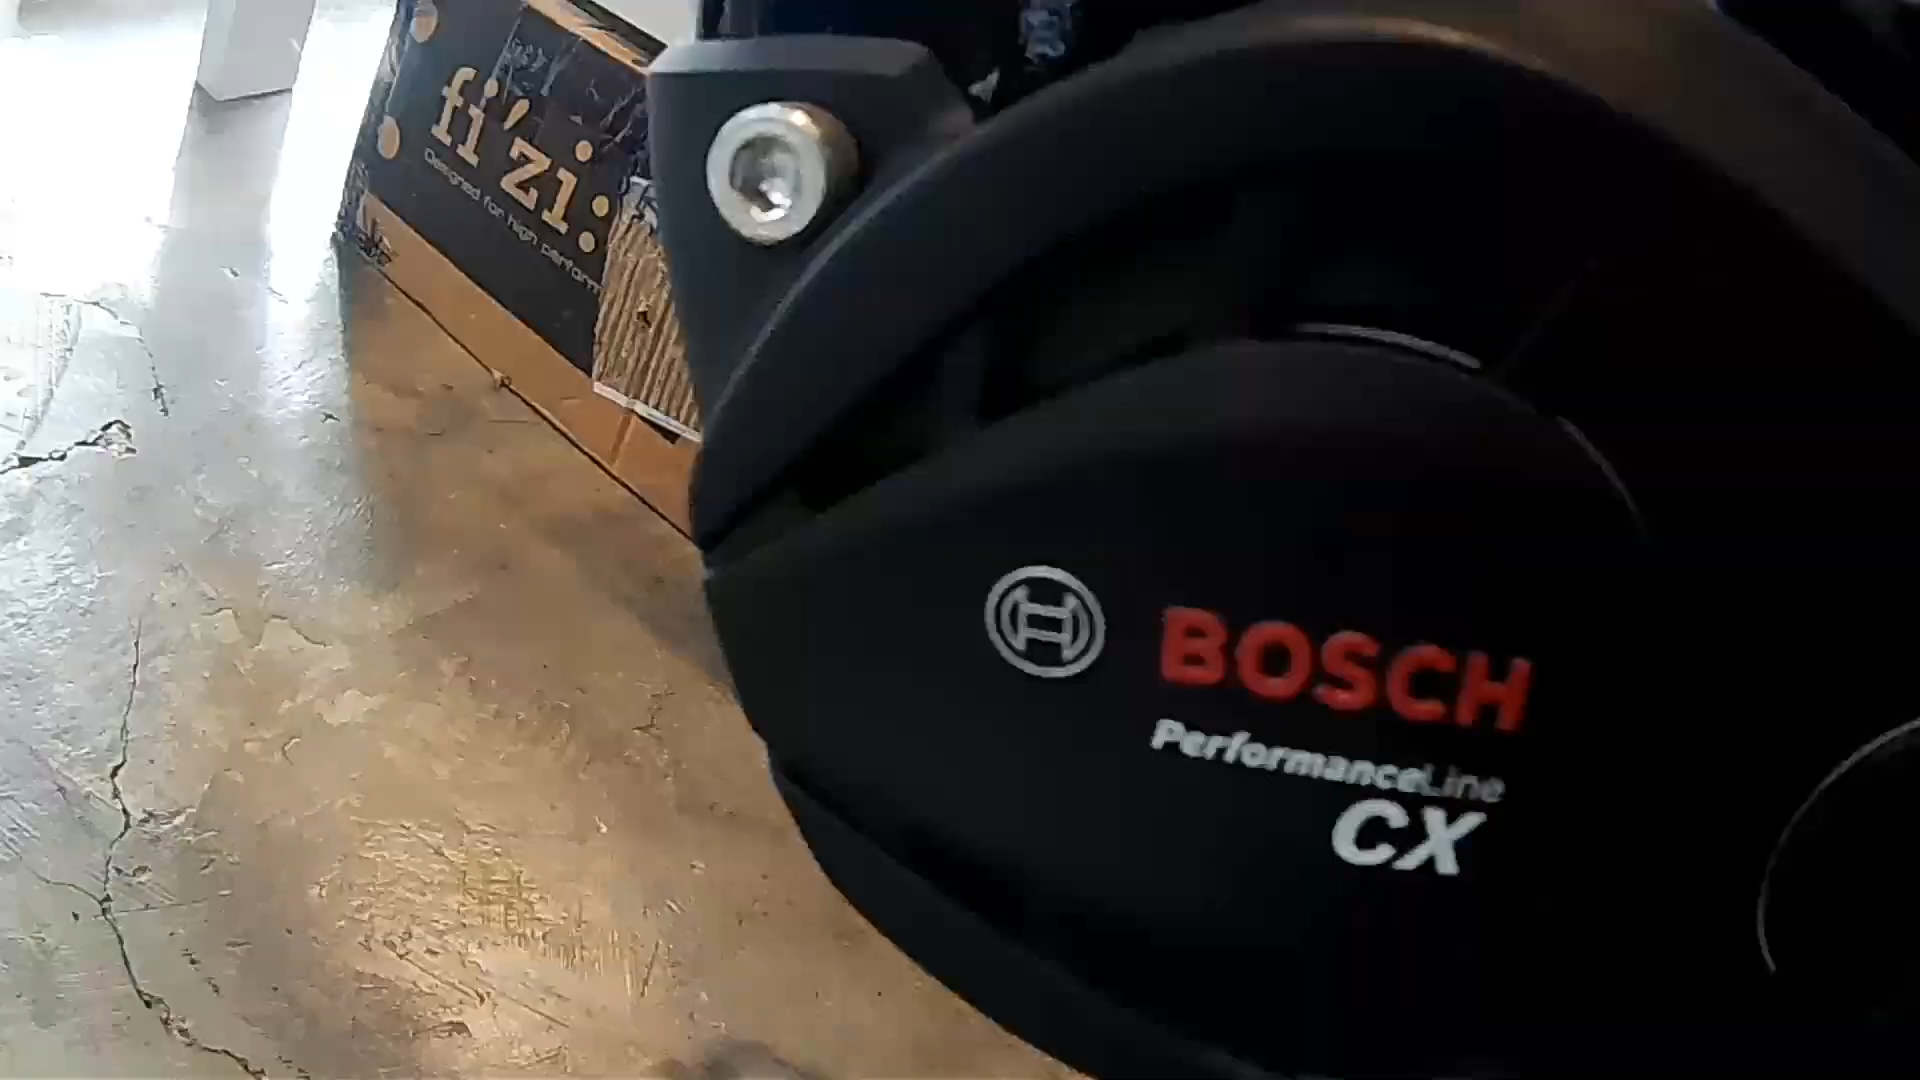 fi'zi:
Designed for high perform
BOSCH
PerformanceLine
CX